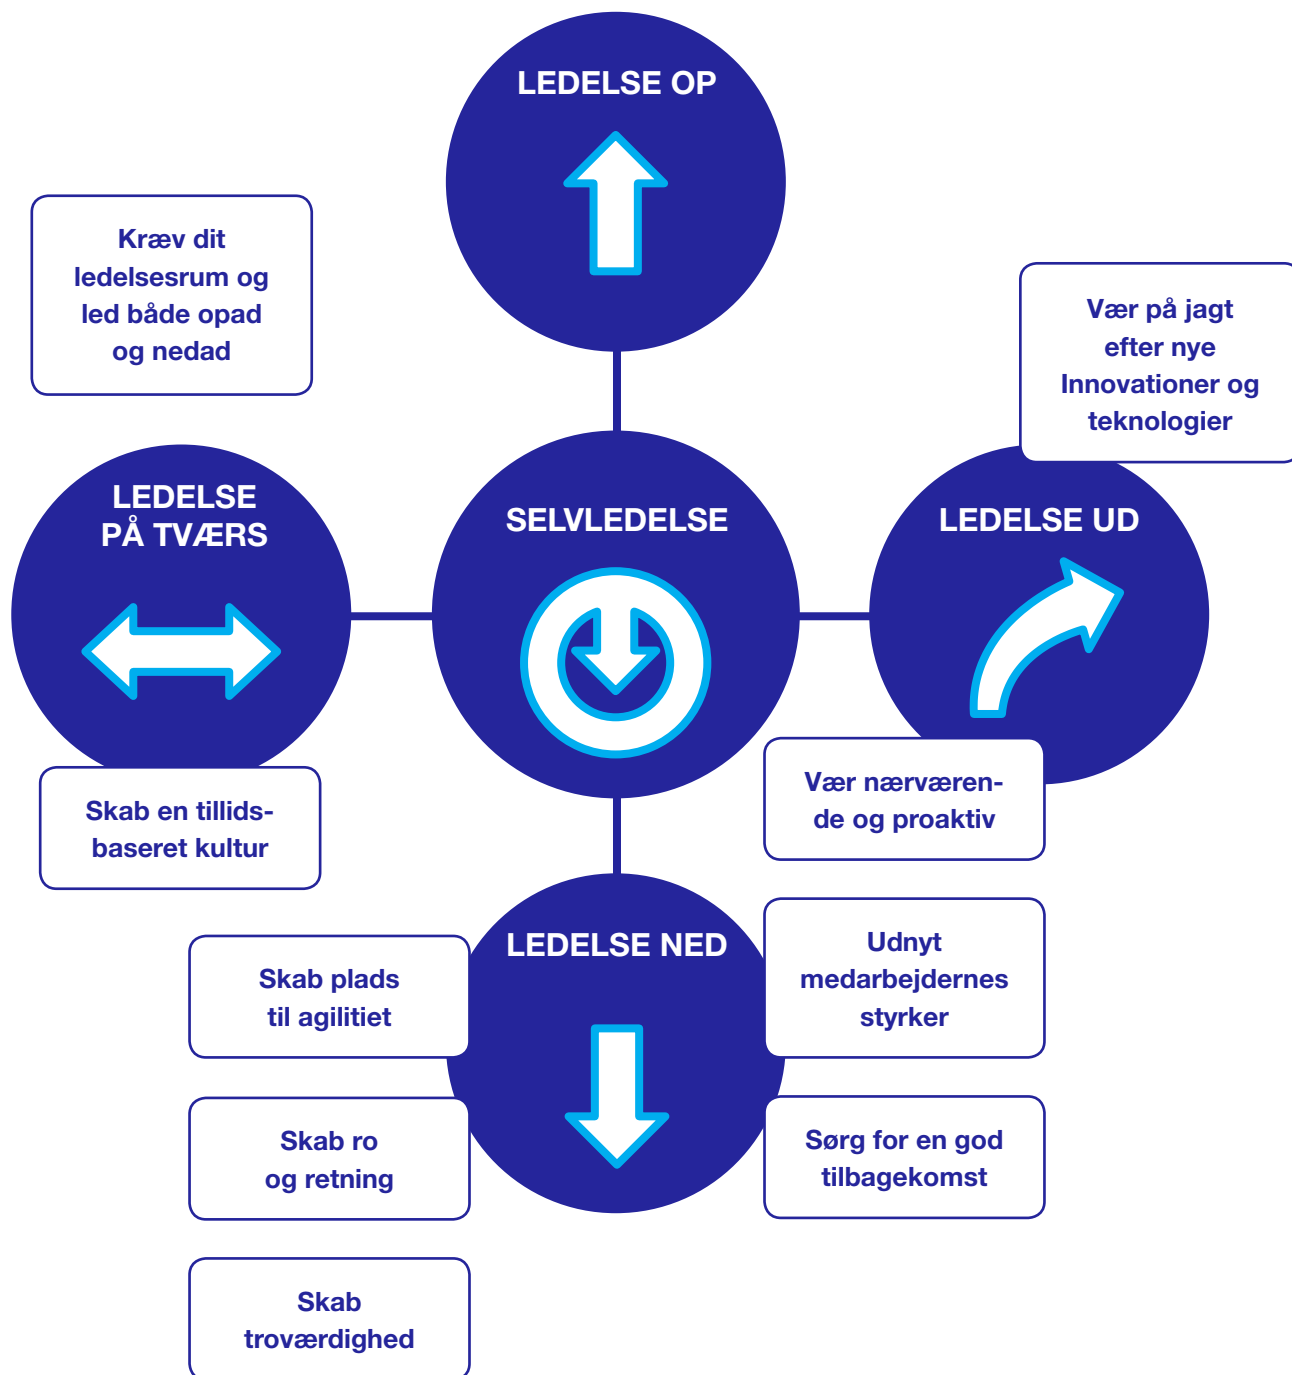 LEDELSE OP
Kræv dit
ledelsesrum og
led både opad
og nedad
Vær på jagt
efter nye
Innovationer og
teknologier
LEDELSE
PÅ TVÆRS
SELVLEDELSE
LEDELSE UD
Skab en tillids-
baseret kultur
Vær nærværen-
de og proaktiv
LEDELSE NED
Skab plads
til agilitiet
Udnyt
medarbejdernes
styrker
Skab ro
og retning
Sørg for en god
tilbagekomst
Skab
troværdighed